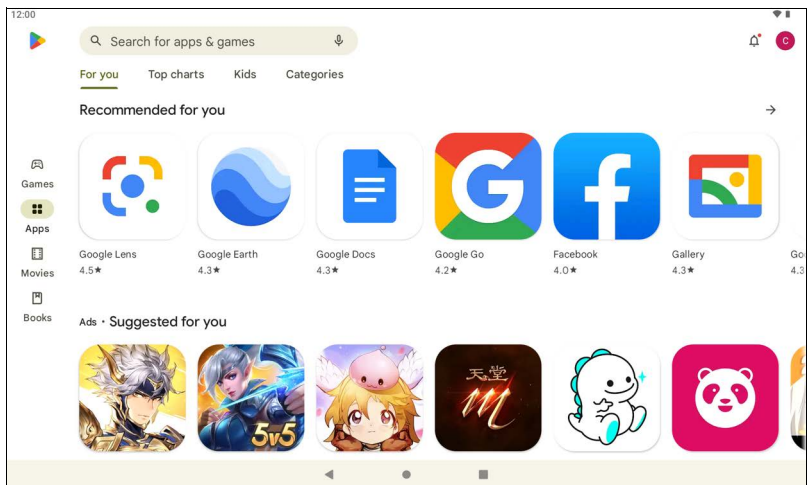 12:00
Search for apps & games
C
For you Top charts Kids Categories
Recommended for you
Games
Apps
Movies
Books
Google Lens Google Earth Google Docs Google Go Facebook Gallery
4.5★ 4.3★ 4.3★ 4.2★ 4.0★ 4.3★ 4.3
Ads • Suggested for you
5v5
天堂
M